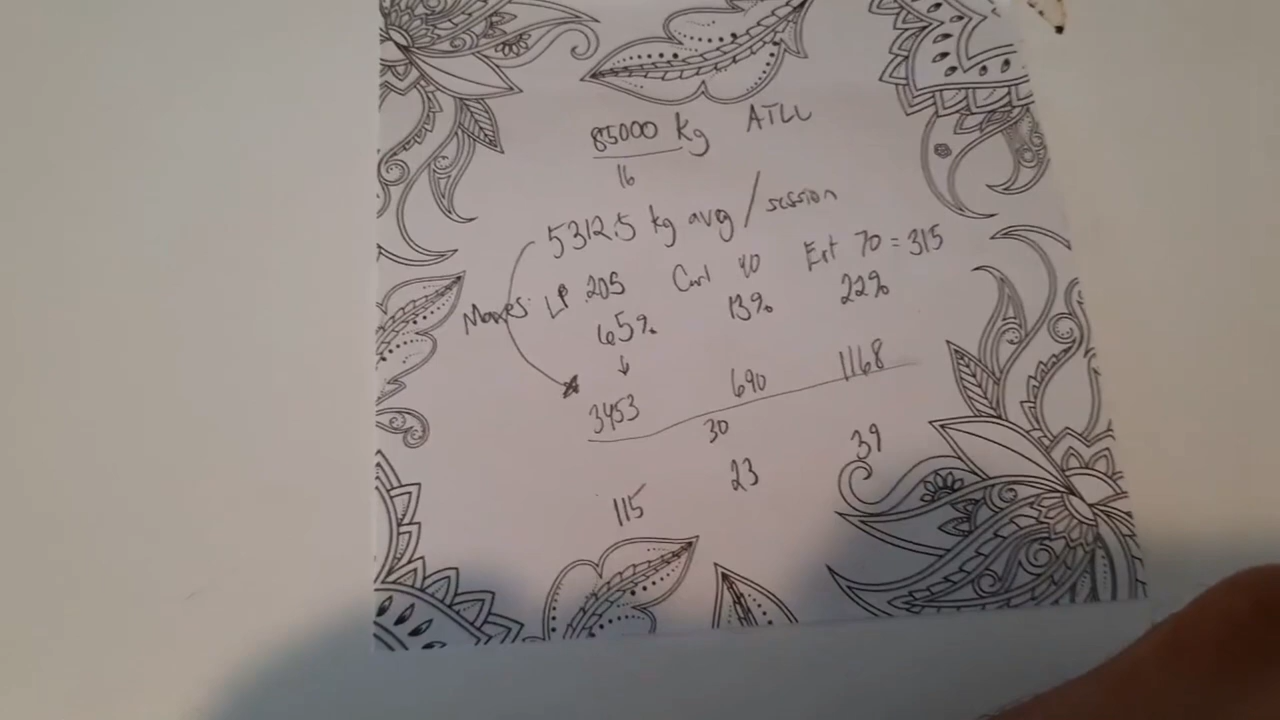 85000 kg ATLL
16
5312.5 kg avg / session
Maxes: LP 205 Curl 40 Ext 70 = 315
65% 13% 22%
3453 690 1168
30
115 23 39